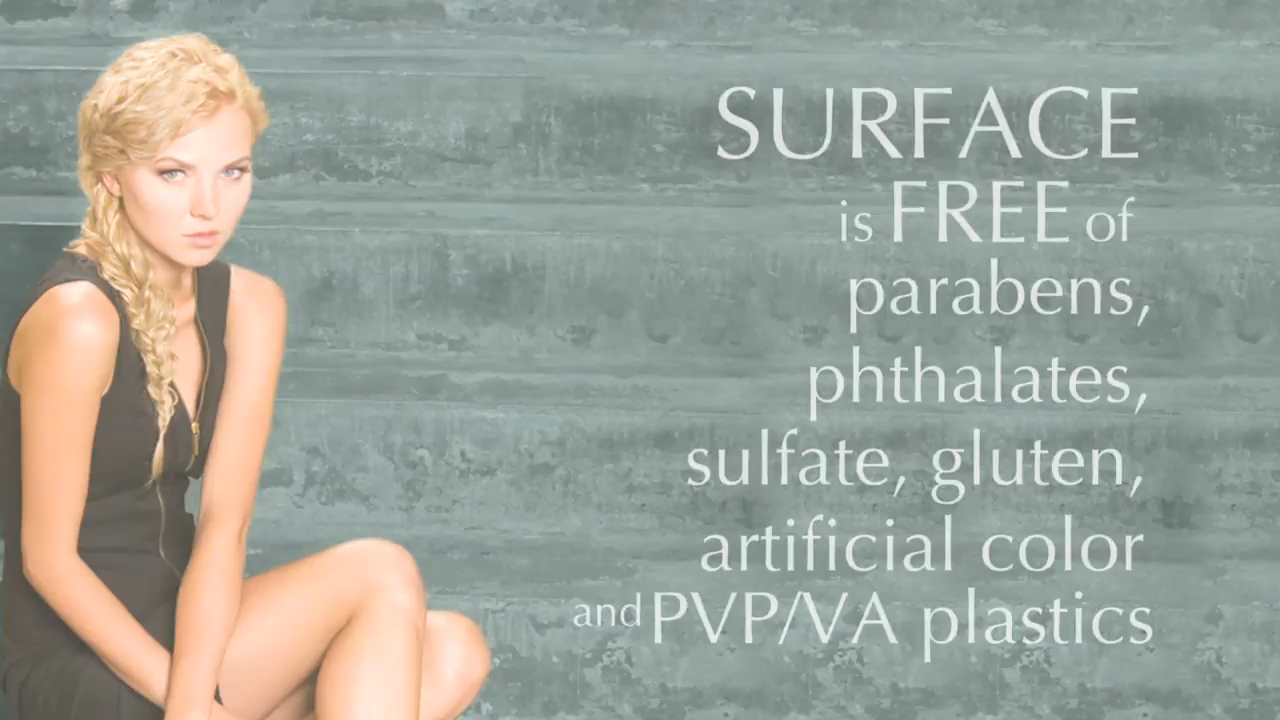 SURFACE
is FREE of
parabens,
phthalates,
sulfate, gluten,
artificial color
and PVP/VA plastics